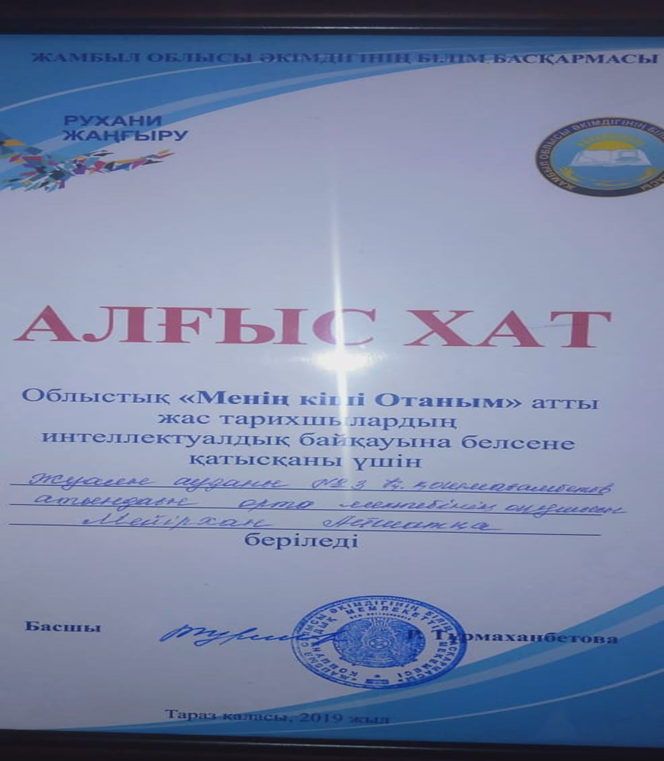 ЖАМБЫЛ ОБЛЫСЫ ӘКІМДІГІНІҢ БІЛІМ БАСҚАРМАСЫ
РУХАНИ
ЖАҢҒЫРУ
АЛҒЫС ХАТ
Облыстық «Менің кіші Отаным» атты
жас тарихшылардың
интеллектуалдық байқауына белсене
қатысқаны үшін
Жуалы ауданы №3
атындағы орта мектебінің оқушысы
Мейірхан
беріледі
Басшы
Р. Тұрмаханбетова
Тараз қаласы, 2019 жыл